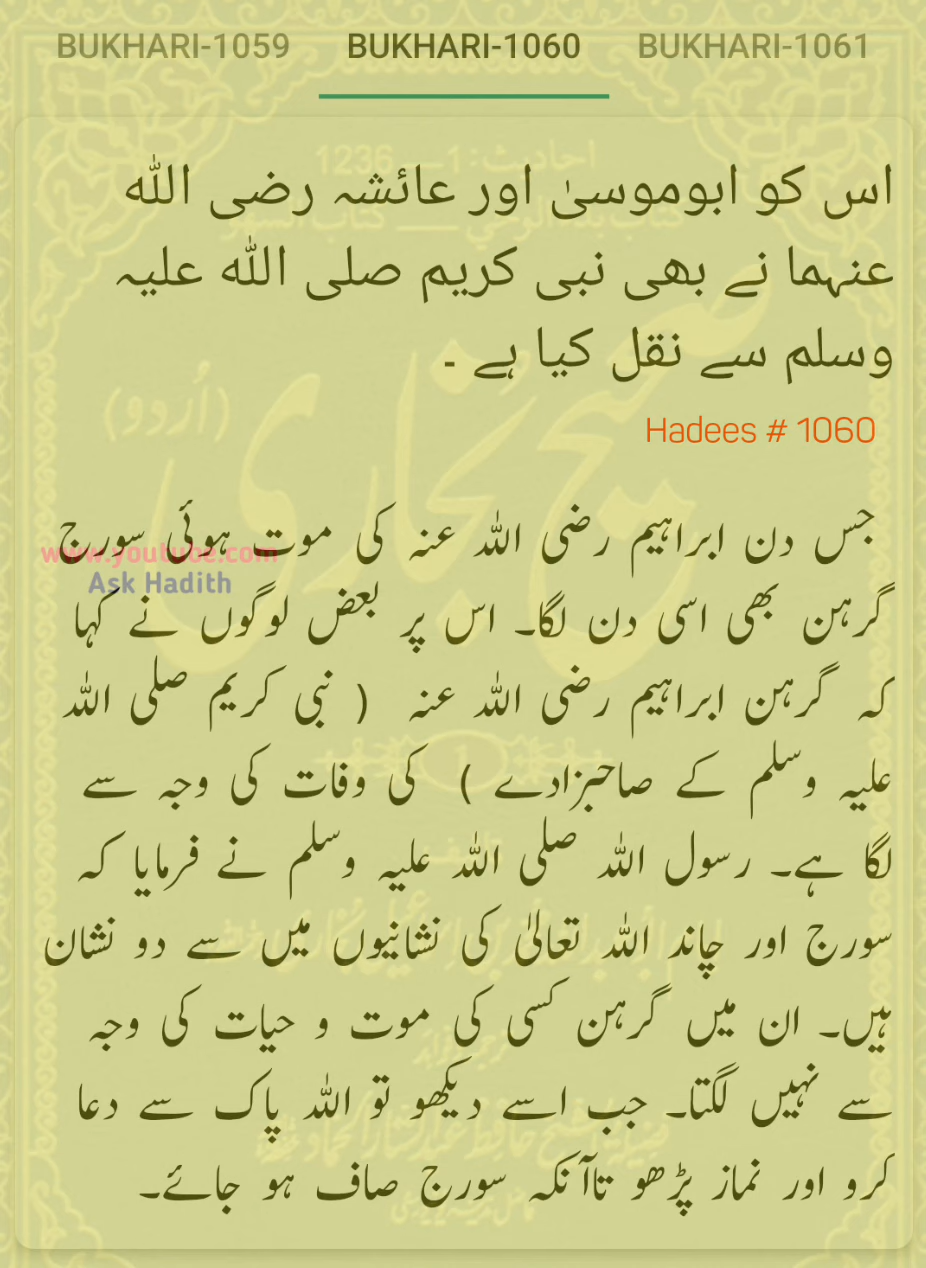 BUKHARI-1059 BUKHARI-1060 BUKHARI-1061
احادیث: 1 — 1236
اس کو ابوموسیٰ اور عائشہ رضی اللہ
عنہما نے بھی نبی کریم صلی اللہ علیہ
وسلم سے نقل کیا ہے ۔
صحیح بخاری
(اُردو)
Hadees # 1060
جس دن ابراہیم رضی اللہ عنہ کی موت ہوئی سورج
www.youtube.com
Ask Hadith
گرہن بھی اسی دن لگا۔ اس پر بعض لوگوں نے کہا
کہ گرہن ابراہیم رضی اللہ عنہ ( نبی کریم صلی اللہ
علیہ وسلم کے صاحبزادے ) کی وفات کی وجہ سے
لگا ہے۔ رسول اللہ صلی اللہ علیہ وسلم نے فرمایا کہ
سورج اور چاند اللہ تعالیٰ کی نشانیوں میں سے دو نشان
ہیں۔ ان میں گرہن کسی کی موت و حیات کی وجہ
سے نہیں لگتا۔ جب اسے دیکھو تو اللہ پاک سے دعا
کرو اور نماز پڑھو تاآنکہ سورج صاف ہو جائے۔